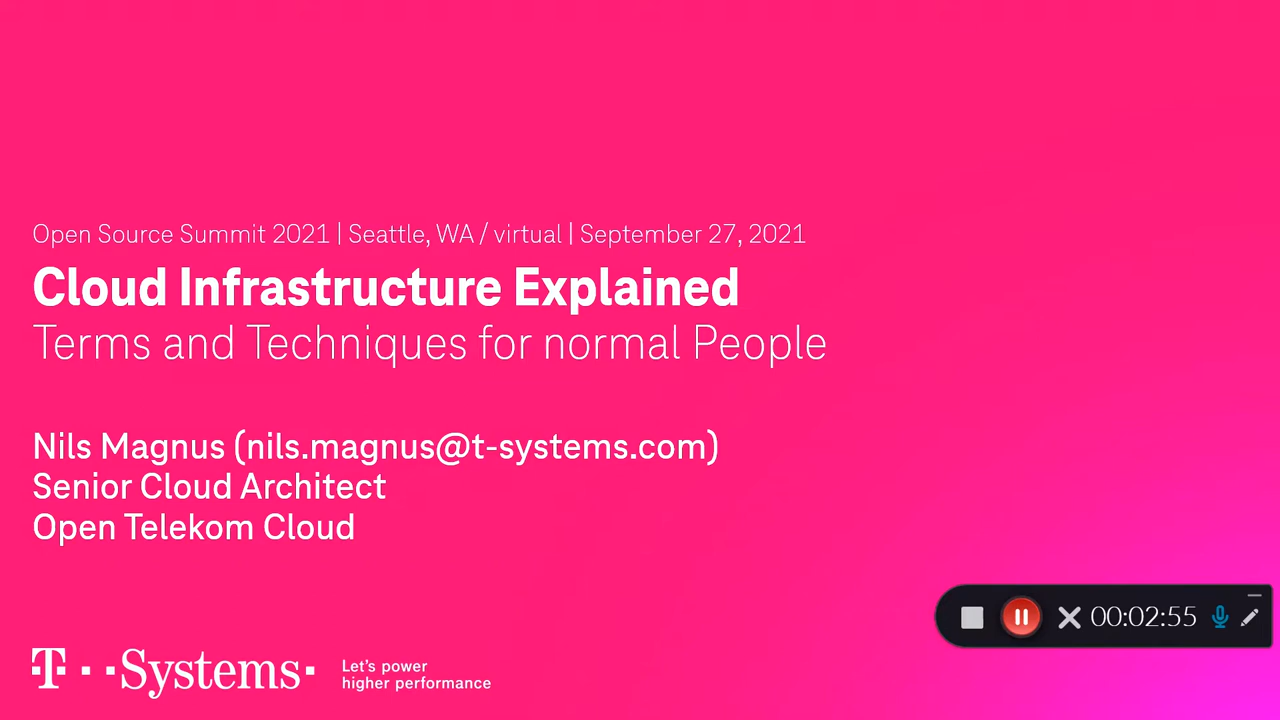 Open Source Summit 2021 | Seattle, WA / virtual | September 27, 2021
Cloud Infrastructure Explained
Terms and Techniques for normal People
Nils Magnus (nils.magnus@t-systems.com)
Senior Cloud Architect
Open Telekom Cloud
00:02:55
T··Systems·
Let's power
higher performance